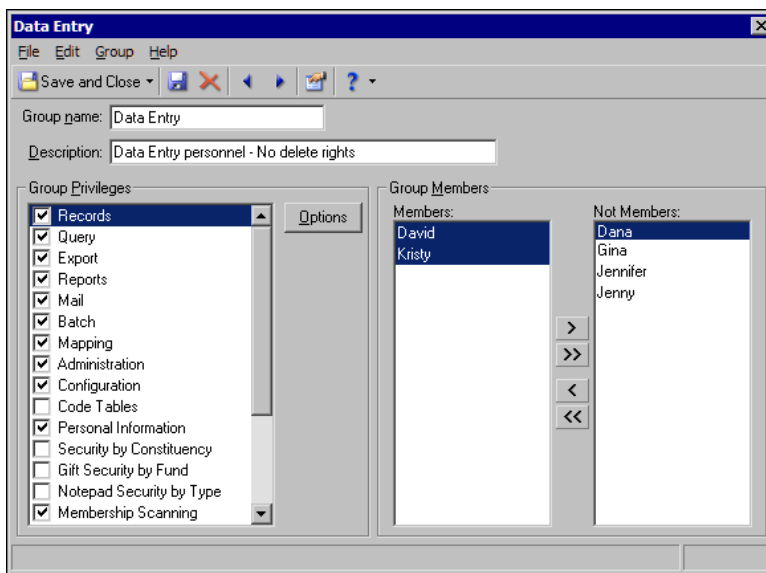 Data Entry
File Edit Group Help
Save and Close
Group name: Data Entry
Description: Data Entry personnel - No delete rights
Group Privileges
Records
Query
Export
Reports
Mail
Batch
Mapping
Administration
Configuration
Code Tables
Personal Information
Security by Constituency
Gift Security by Fund
Notepad Security by Type
Membership Scanning
Options
Group Members
Members:
David
Kristy
>
>>
<
<<
Not Members:
Dana
Gina
Jennifer
Jenny